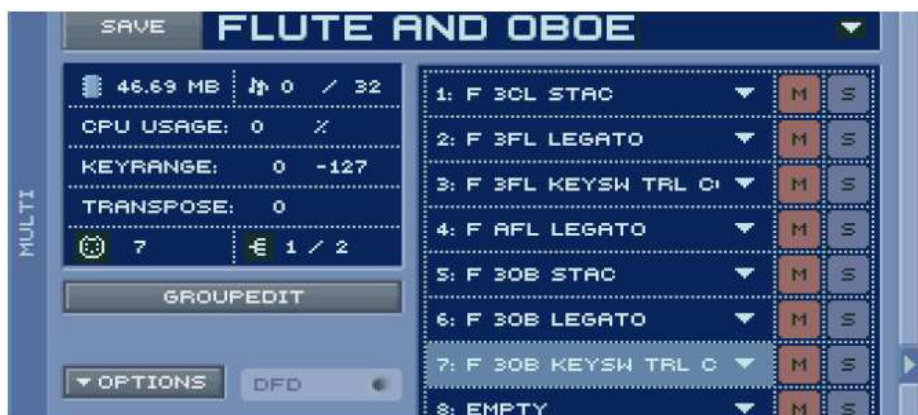 SAVE FLUTE AND OBOE
46.69 MB 0 / 32
CPU USAGE: 0 %
KEYRANGE: 0 -127
TRANSPOSE: 0
7 1 / 2
GROUPEDIT
OPTIONS DFD
MULTI
1: F 3CL STAC M S
2: F 3FL LEGATO M S
3: F 3FL KEYSW TRL M S
4: F AFL LEGATO M S
5: F 3OB STAC M S
6: F 3OB LEGATO M S
7: F 3OB KEYSW TRL C M S
8: EMPTY M S